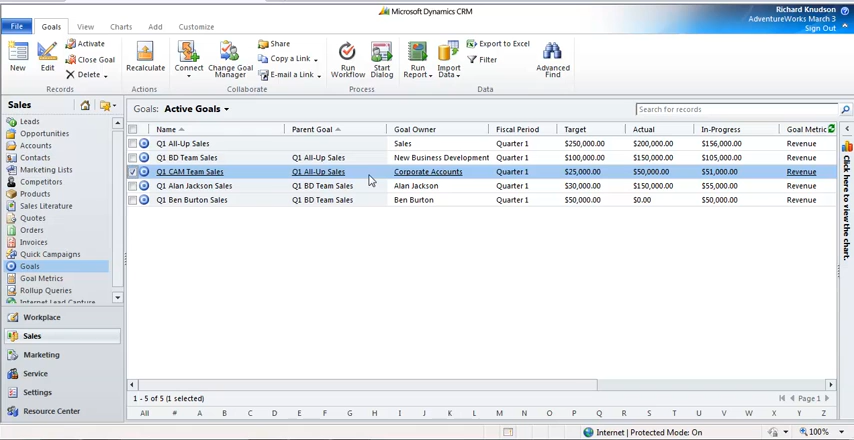 Microsoft Dynamics CRM
Richard Knudson
AdventureWorks March 3
Sign Out
File Goals View Charts Add Customize
New
Edit
Activate
Close Goal
Delete
Records
Recalculate
Actions
Connect
Change Goal Manager
Share
Copy a Link
E-mail a Link
Collaborate
Run Workflow
Start Dialog
Process
Run Report
Import Data
Export to Excel
Filter
Advanced Find
Data
Sales
Leads
Opportunities
Accounts
Contacts
Marketing Lists
Competitors
Products
Sales Literature
Quotes
Orders
Invoices
Quick Campaigns
Goals
Goal Metrics
Rollup Queries
Internet Lead Capture
Workplace
Sales
Marketing
Service
Settings
Resource Center
Goals: Active Goals
Search for records
Name Parent Goal Goal Owner Fiscal Period Target Actual In-Progress Goal Metric
Q1 All-Up Sales Sales Quarter 1 $250,000.00 $200,000.00 $156,000.00 Revenue
Q1 BD Team Sales Q1 All-Up Sales New Business Development Quarter 1 $100,000.00 $150,000.00 $105,000.00 Revenue
Q1 CAM Team Sales Q1 All-Up Sales Corporate Accounts Quarter 1 $25,000.00 $50,000.00 $51,000.00 Revenue
Q1 Alan Jackson Sales Q1 BD Team Sales Alan Jackson Quarter 1 $30,000.00 $150,000.00 $55,000.00 Revenue
Q1 Ben Burton Sales Q1 BD Team Sales Ben Burton Quarter 1 $50,000.00 $0.00 $50,000.00 Revenue
Click here to view the chart.
1 - 5 of 5 (1 selected)
Page 1
All # A B C D E F G H I J K L M N O P Q R S T U V W X Y Z
Internet | Protected Mode: On
100%